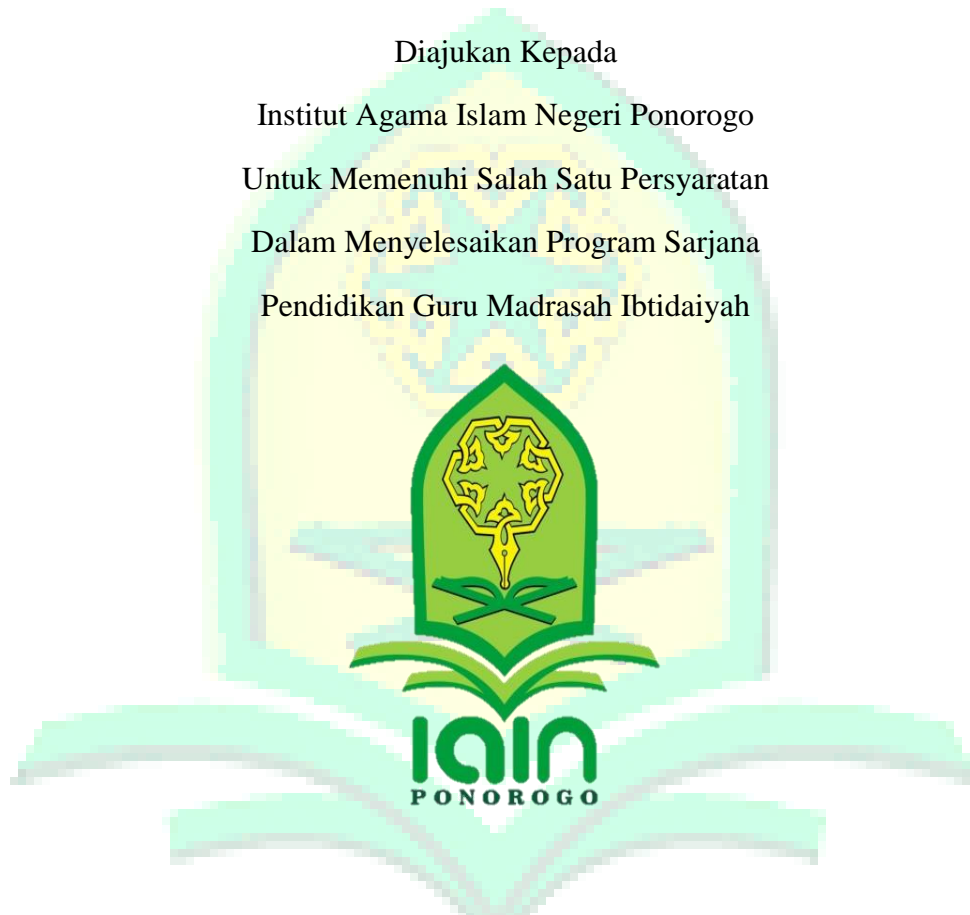 Diajukan Kepada
Institut Agama Islam Negeri Ponorogo
Untuk Memenuhi Salah Satu Persyaratan
Dalam Menyelesaikan Program Sarjana
Pendidikan Guru Madrasah Ibtidaiyah
IAIN
PONOROGO